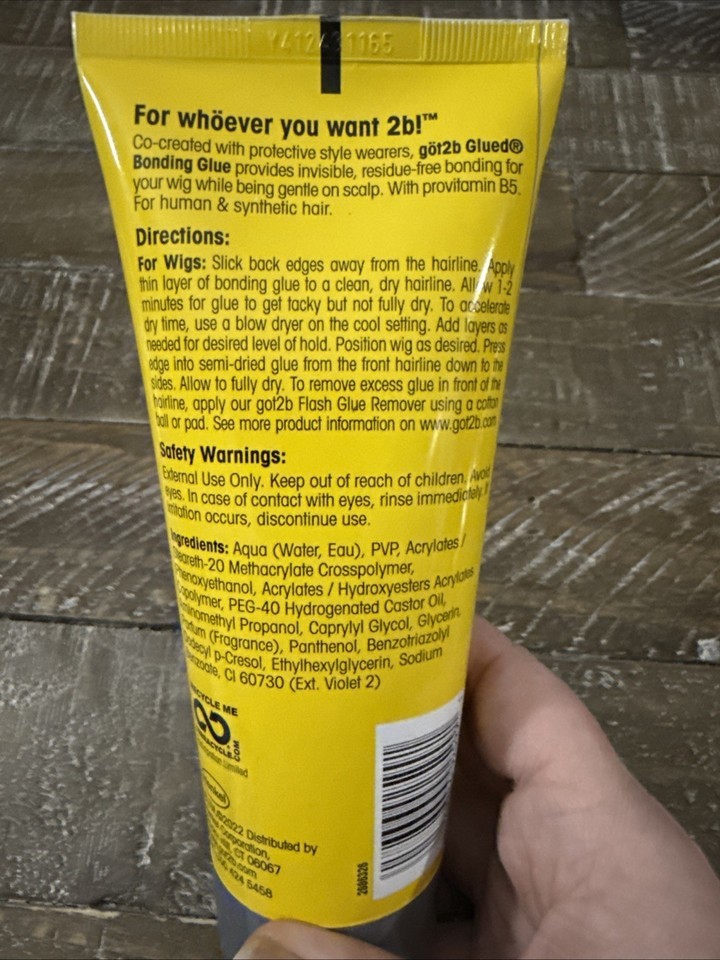 For whöever you want 2b!™
Co-created with protective style wearers, göt2b Glued®
Bonding Glue provides invisible, residue-free bonding for
your wig while being gentle on scalp. With provitamin B5.
For human & synthetic hair.
Directions:
For Wigs: Slick back edges away from the hairline. Apply
thin layer of bonding glue to a clean, dry hairline. Allow 1-2
minutes for glue to get tacky but not fully dry. To accelerate
dry time, use a blow dryer on the cool setting. Add layers as
needed for desired level of hold. Position wig as desired. Press
edge into semi-dried glue from the front hairline down to the
sides. Allow to fully dry. To remove excess glue in front of the
hairline, apply our got2b Flash Glue Remover using a cotton
ball or pad. See more product information on www.got2b.com
Safety Warnings:
External Use Only. Keep out of reach of children. Avoid
eyes. In case of contact with eyes, rinse immediately. If
irritation occurs, discontinue use.
Ingredients: Aqua (Water, Eau), PVP, Acrylates /
Steareth-20 Methacrylate Crosspolymer,
Phenoxyethanol, Acrylates / Hydroxyesters Acrylates
Copolymer, PEG-40 Hydrogenated Castor Oil,
Aminomethyl Propanol, Caprylyl Glycol, Glycerin,
Parfum (Fragrance), Panthenol, Benzotriazolyl
Dodecyl p-Cresol, Ethylhexylglycerin, Sodium
Benzoate, CI 60730 (Ext. Violet 2)
RECYCLE ME
Limited
Henkel
©2022 Distributed by
Corporation,
CT 06067
424 5458
2886326